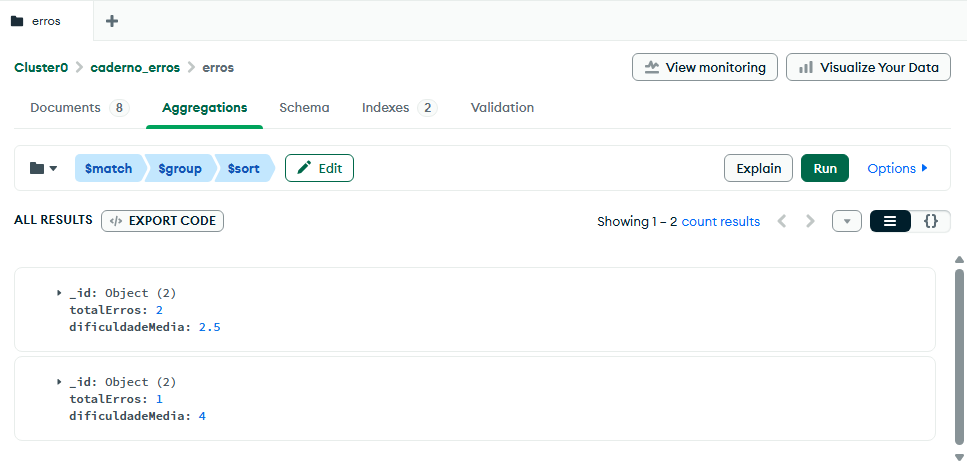 erros
Cluster0 > caderno_erros > erros
View monitoring
Visualize Your Data
Documents 8 Aggregations Schema Indexes 2 Validation
$match $group $sort Edit Explain Run Options
ALL RESULTS </> EXPORT CODE Showing 1 – 2 count results {}
_id: Object (2)
totalErros: 2
dificuldadeMedia: 2.5
_id: Object (2)
totalErros: 1
dificuldadeMedia: 4